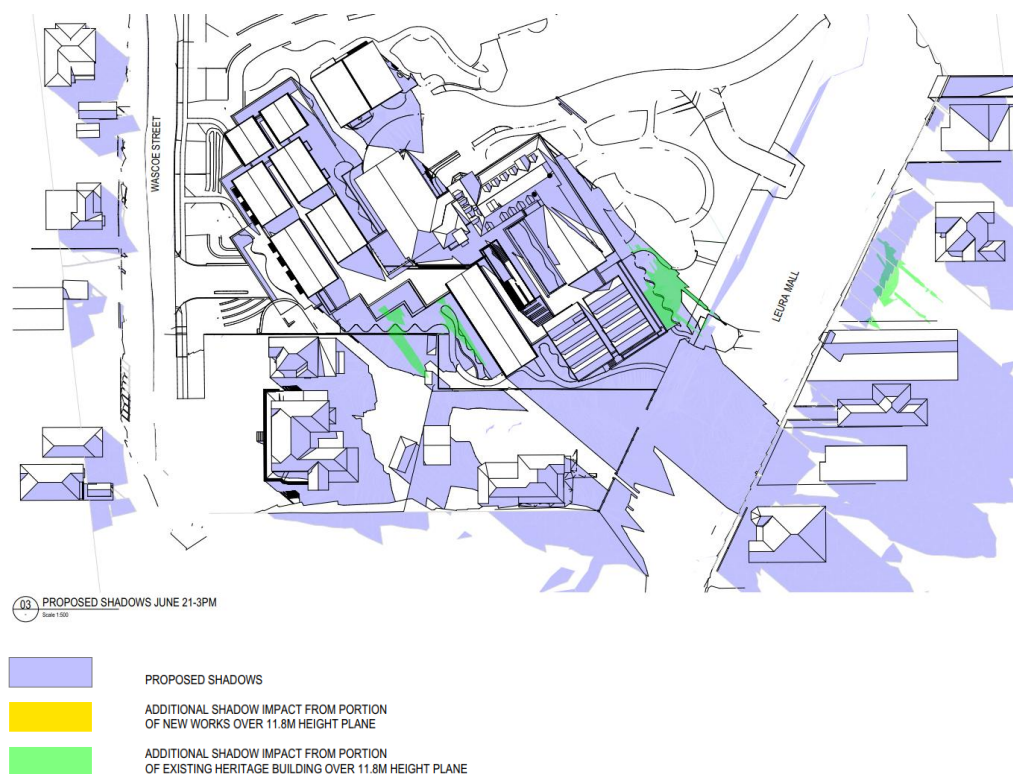 WASCOE STREET
LEURA MALL
03
PROPOSED SHADOWS JUNE 21-3PM
Scale 1:500
PROPOSED SHADOWS
ADDITIONAL SHADOW IMPACT FROM PORTION
OF NEW WORKS OVER 11.8M HEIGHT PLANE
ADDITIONAL SHADOW IMPACT FROM PORTION
OF EXISTING HERITAGE BUILDING OVER 11.8M HEIGHT PLANE